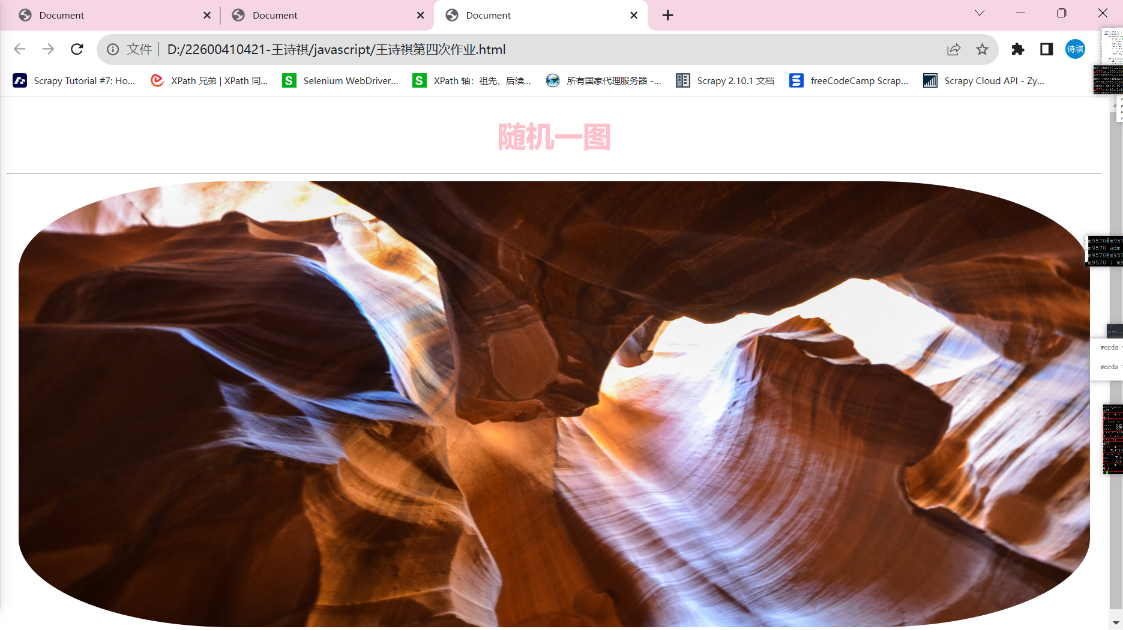 Document
Document
Document
文件 D:/22600410421-王诗祺/javascript/王诗祺第四次作业.html
诗祺
Scrapy Tutorial #7: Ho...
XPath 兄弟 | XPath 同...
Selenium WebDriver...
XPath 轴：祖先、后续...
所有国家代理服务器 -...
Scrapy 2.10.1 文档
freeCodeCamp Scrap...
Scrapy Cloud API - Zy...
随机一图
words
words